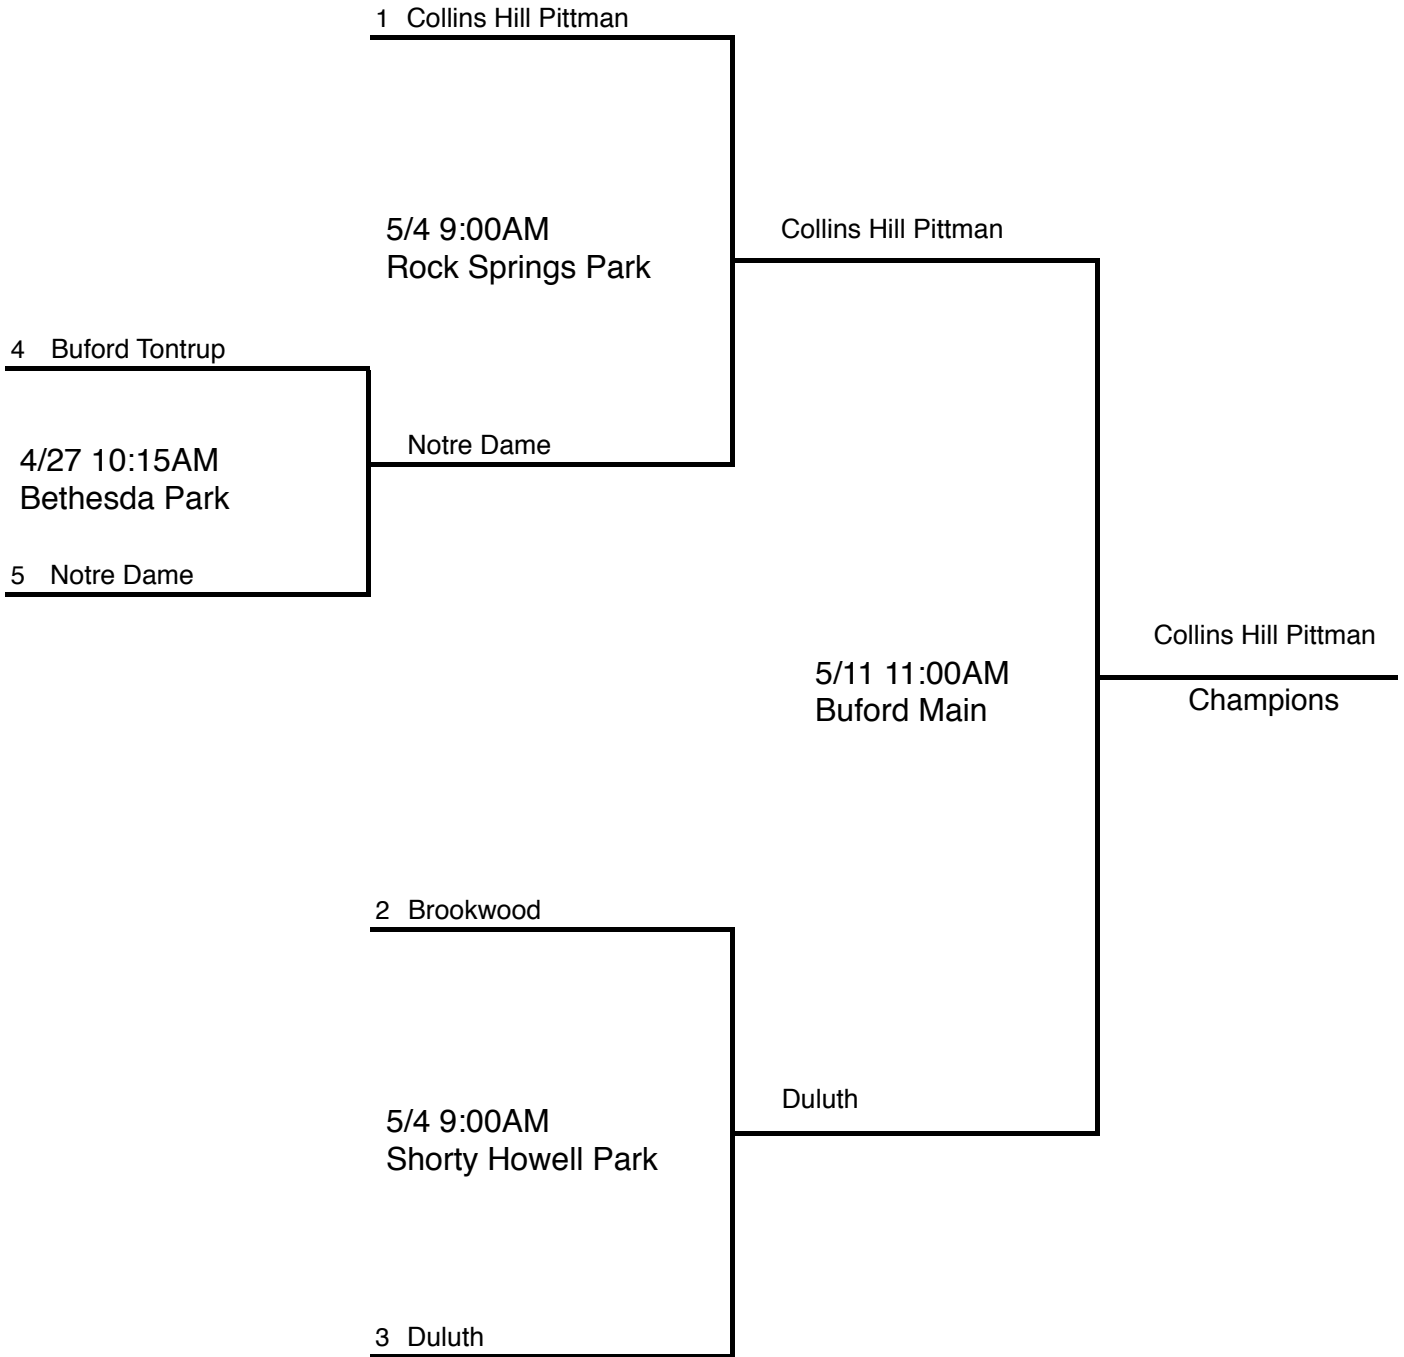 1 Collins Hill Pittman
5/4 9:00AM
Rock Springs Park
Collins Hill Pittman
4 Buford Tontrup
4/27 10:15AM
Bethesda Park
Notre Dame
5 Notre Dame
5/11 11:00AM
Buford Main
Collins Hill Pittman
Champions
2 Brookwood
5/4 9:00AM
Shorty Howell Park
Duluth
3 Duluth